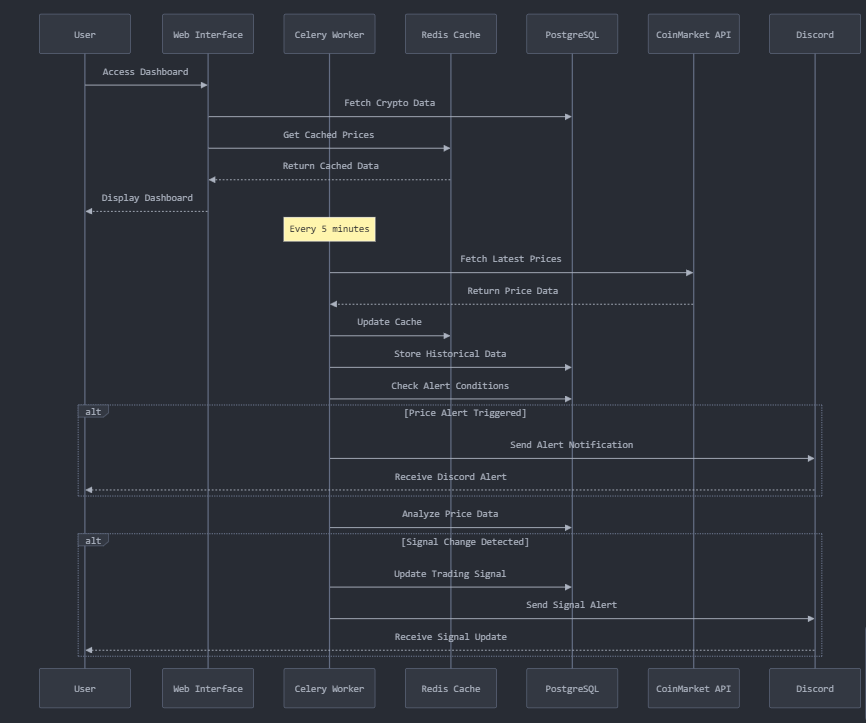 User
Web Interface
Celery Worker
Redis Cache
PostgreSQL
CoinMarket API
Discord
Access Dashboard
Fetch Crypto Data
Get Cached Prices
Return Cached Data
Display Dashboard
Every 5 minutes
Fetch Latest Prices
Return Price Data
Update Cache
Store Historical Data
Check Alert Conditions
alt
[Price Alert Triggered]
Send Alert Notification
Receive Discord Alert
Analyze Price Data
alt
[Signal Change Detected]
Update Trading Signal
Send Signal Alert
Receive Signal Update
User
Web Interface
Celery Worker
Redis Cache
PostgreSQL
CoinMarket API
Discord